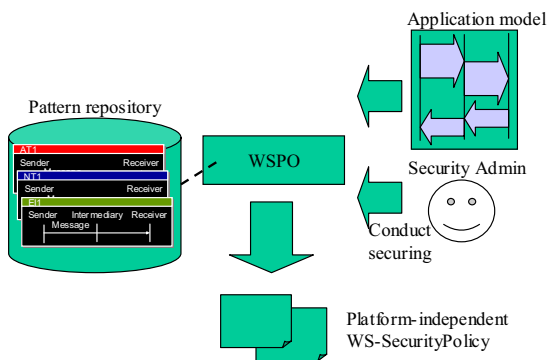 Application model
Pattern repository
AT1
Sender Receiver
NT1
Sender Receiver
EI1
Sender Intermediary Receiver
Message
WSPO
Security Admin
Conduct
securing
Platform-independent
WS-SecurityPolicy